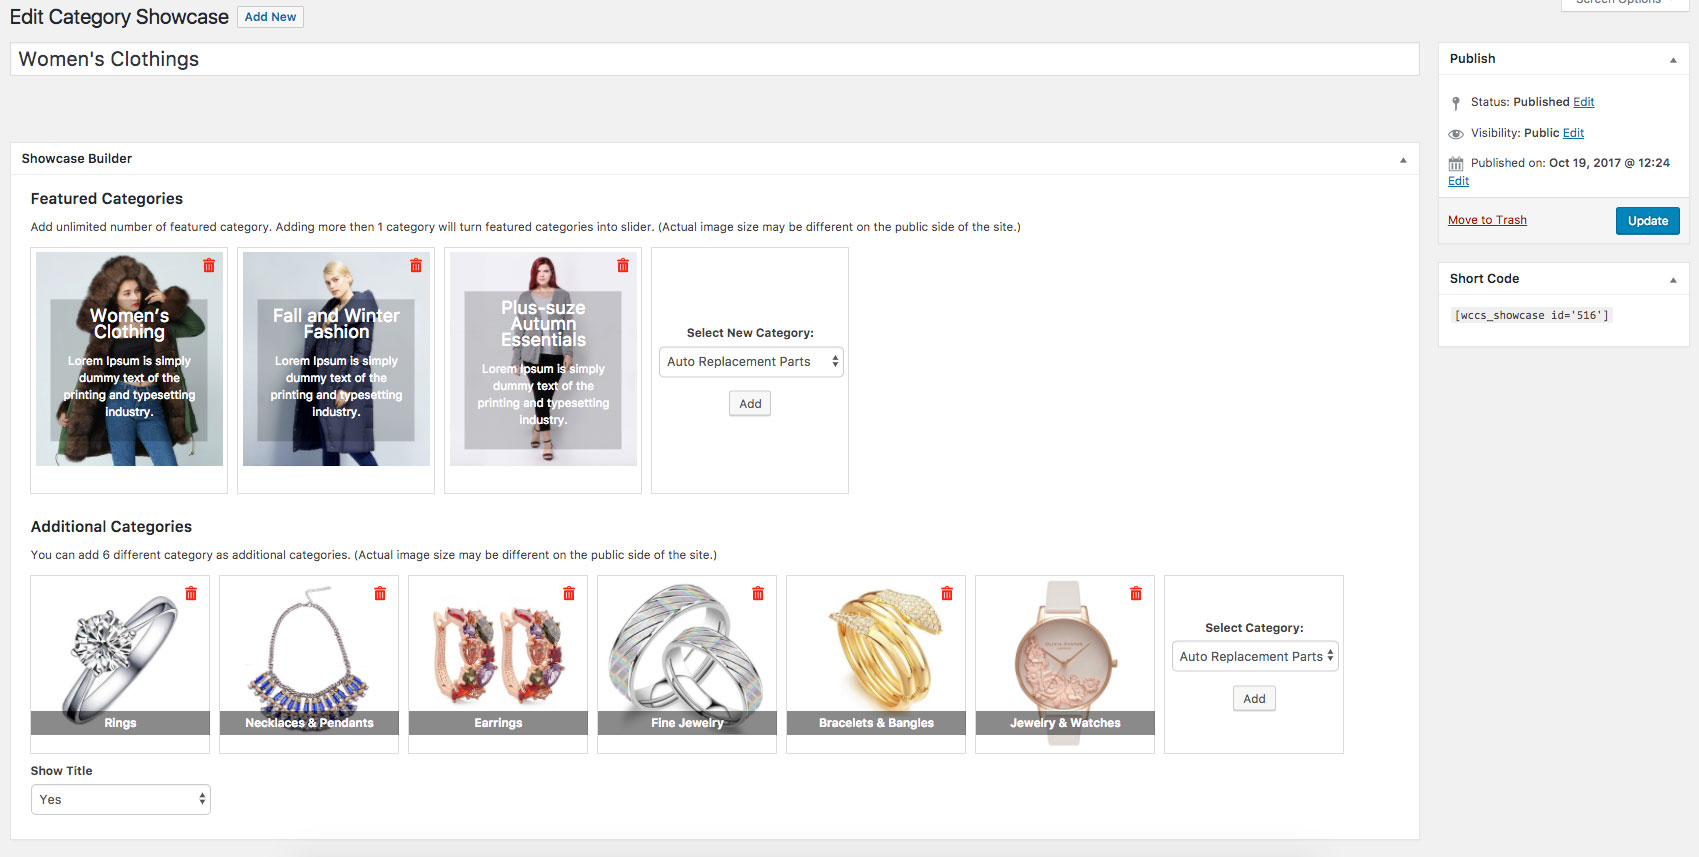 Screen Options
Edit Category Showcase
Add New
Women's Clothings
Showcase Builder
Featured Categories
Add unlimited number of featured category. Adding more then 1 category will turn featured categories into slider. (Actual image size may be different on the public side of the site.)
Women's
Clothing
Lorem Ipsum is simply
dummy text of the
printing and typesetting
industry.
Fall and Winter
Fashion
Lorem Ipsum is simply
dummy text of the
printing and typesetting
industry.
Plus-suze
Autumn
Essentials
Lorem Ipsum is simply
dummy text of the
printing and typesetting
industry.
Select New Category:
Auto Replacement Parts
Add
Additional Categories
You can add 6 different category as additional categories. (Actual image size may be different on the public side of the site.)
Rings
Necklaces & Pendants
Earrings
Fine Jewelry
Bracelets & Bangles
Jewelry & Watches
Select Category:
Auto Replacement Parts
Add
Show Title
Yes
Publish
Status: Published Edit
Visibility: Public Edit
Published on: Oct 19, 2017 @ 12:24
Edit
Move to Trash
Update
Short Code
[wccs_showcase id='516']